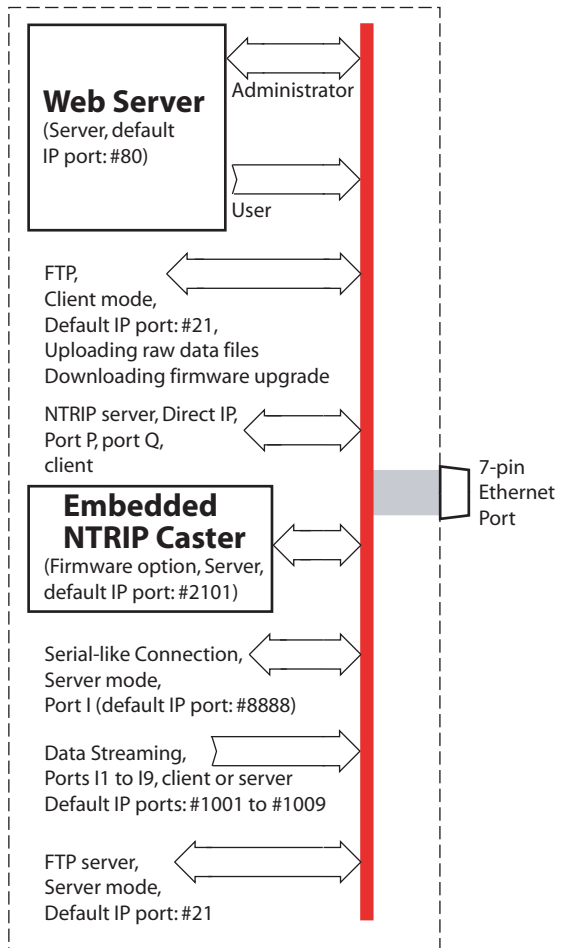 Web Server
(Server, default
IP port: #80)
Administrator
User
FTP,
Client mode,
Default IP port: #21,
Uploading raw data files
Downloading firmware upgrade
NTRIP server, Direct IP,
Port P, port Q,
client
7-pin
Ethernet
Port
Embedded
NTRIP Caster
(Firmware option, Server,
default IP port: #2101)
Serial-like Connection,
Server mode,
Port I (default IP port: #8888)
Data Streaming,
Ports I1 to I9, client or server
Default IP ports: #1001 to #1009
FTP server,
Server mode,
Default IP port: #21